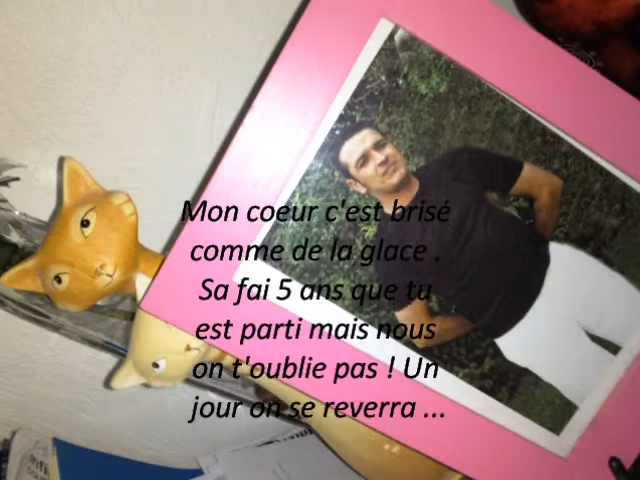 Mon coeur c'est brisé
comme de la glace .
Sa fai 5 ans que tu
est parti mais nous
on t'oublie pas ! Un
jour on se reverra ...